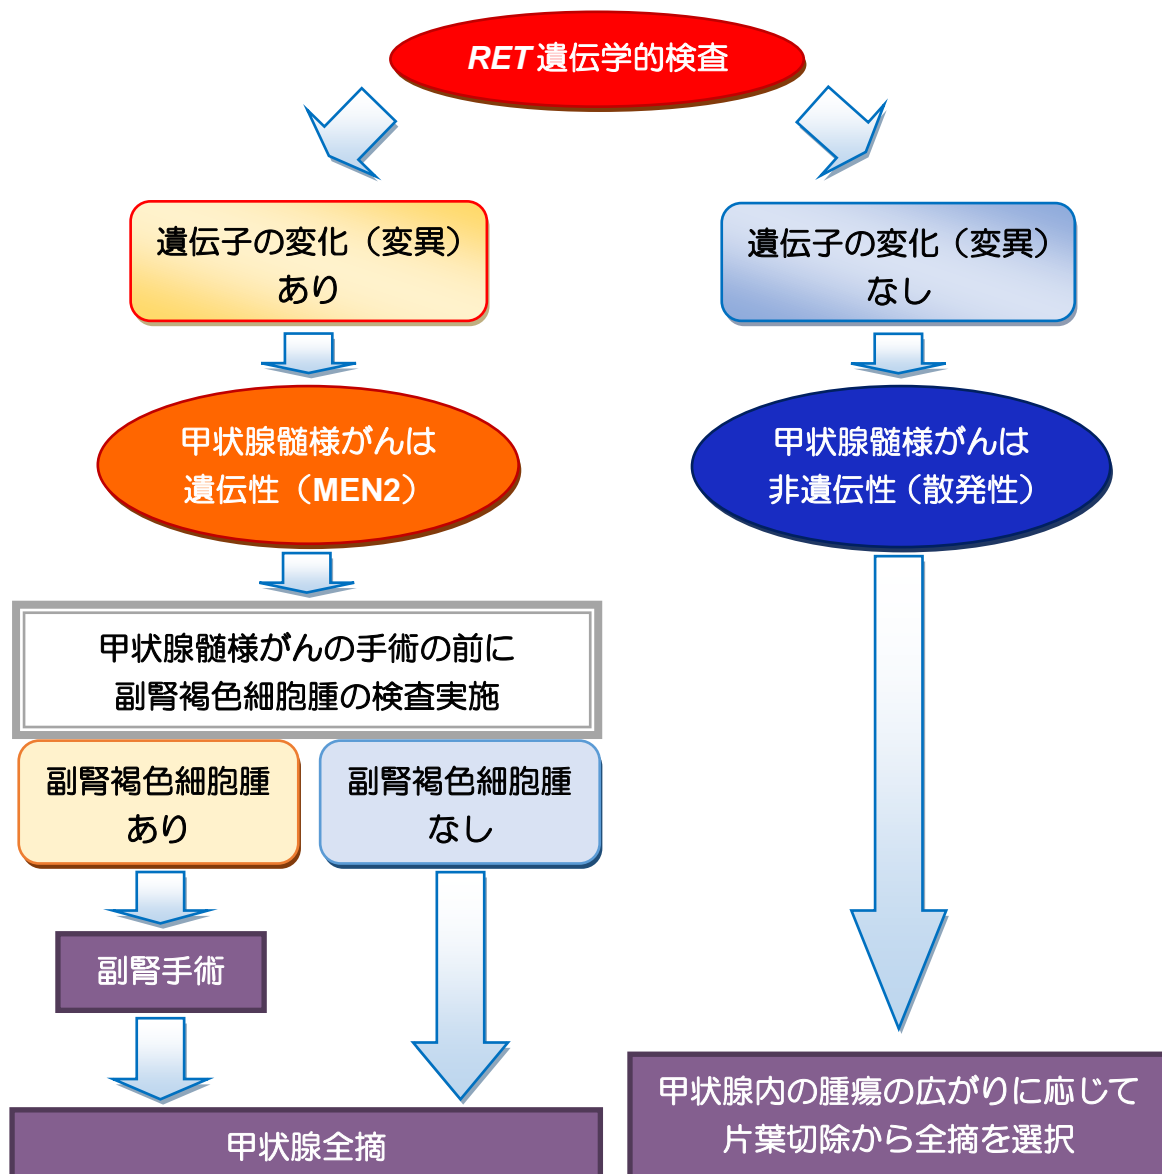 RET遺伝学的検査
遺伝子の変化（変異）
あり
遺伝子の変化（変異）
なし
甲状腺髄様がんは
遺伝性（MEN2）
甲状腺髄様がんは
非遺伝性（散発性）
甲状腺髄様がんの手術の前に
副腎褐色細胞腫の検査実施
副腎褐色細胞腫
あり
副腎褐色細胞腫
なし
副腎手術
甲状腺全摘
甲状腺内の腫瘍の広がりに応じて
片葉切除から全摘を選択